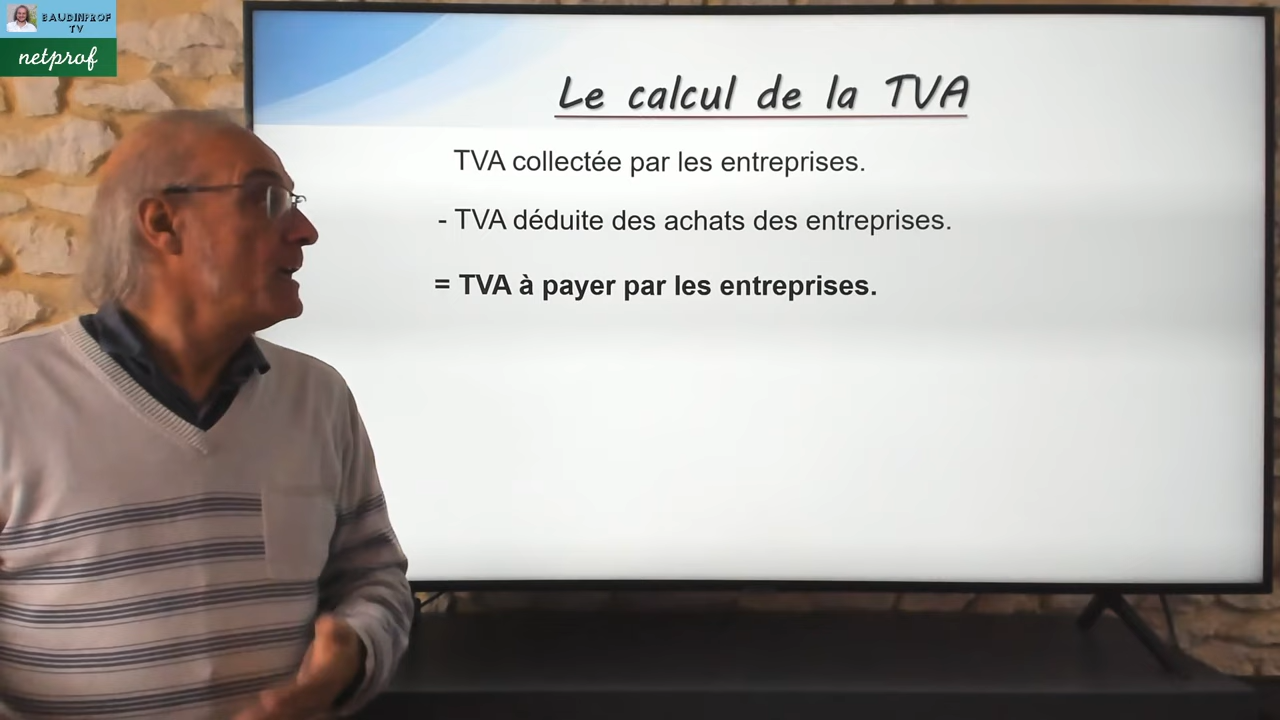 BAUDINPROF
TV
netprof
Le calcul de la TVA
TVA collectée par les entreprises.
- TVA déduite des achats des entreprises.
= TVA à payer par les entreprises.